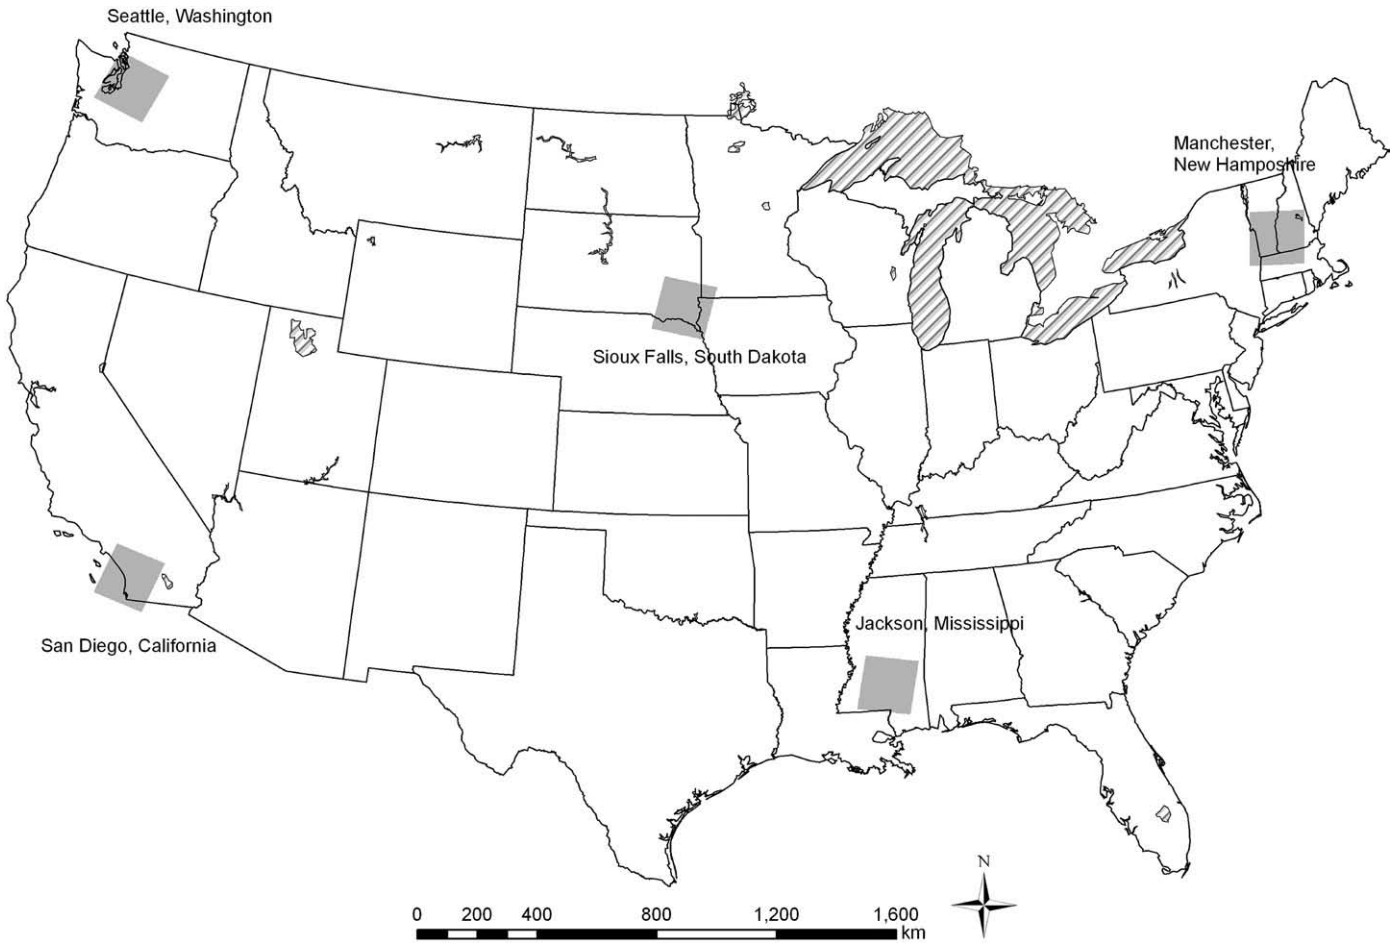 Seattle, Washington
Manchester,
New Hamposhire
Sioux Falls, South Dakota
Jackson, Mississippi
San Diego, California
N
0 200 400 800 1,200 1,600
km